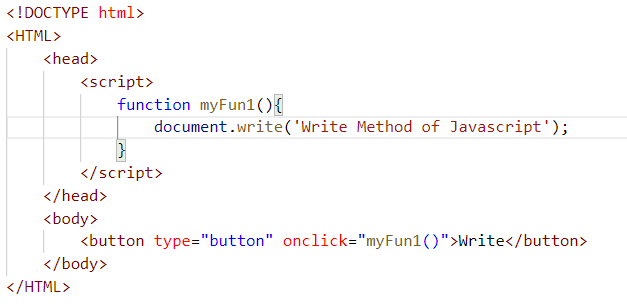 <!DOCTYPE html>
<HTML>
    <head>
        <script>
            function myFun1(){
                document.write('Write Method of Javascript');
            }
        </script>
    </head>
    <body>
        <button type="button" onclick="myFun1()">Write</button>
    </body>
</HTML>